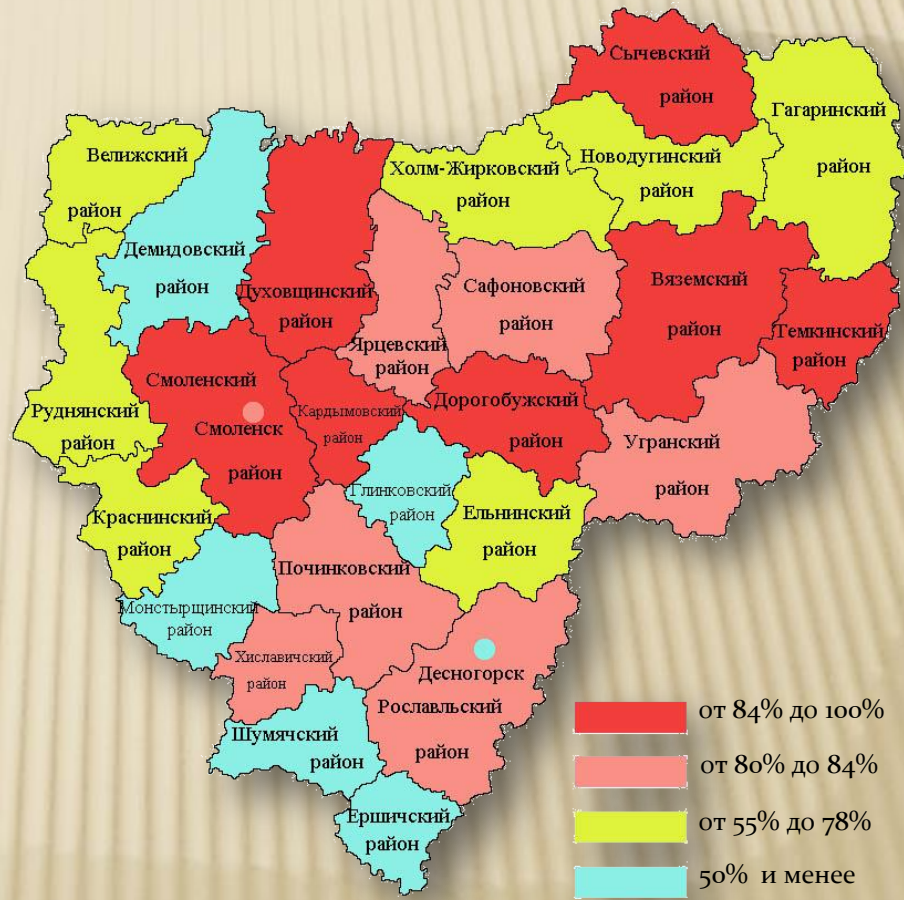 Сычевский
район
Гагаринский
район
Велижский
район
Холм-Жирковский
район
Новодугинский
район
Демидовский
район
Духовщинский
район
Сафоновский
район
Вяземский
район
Ярцевский
район
Темкинский
район
Смоленский
Смоленск
район
Кардымовский
район
Дорогобужский
район
Руднянский
район
Угранский
район
Глинковский
район
Ельнинский
район
Краснинский
район
Починковский
район
Монстырщинский
район
Хиславичский
район
Десногорск
Рославльский
район
Шумячский
район
Ершичский
район
от 84% до 100%
от 80% до 84%
от 55% до 78%
50% и менее